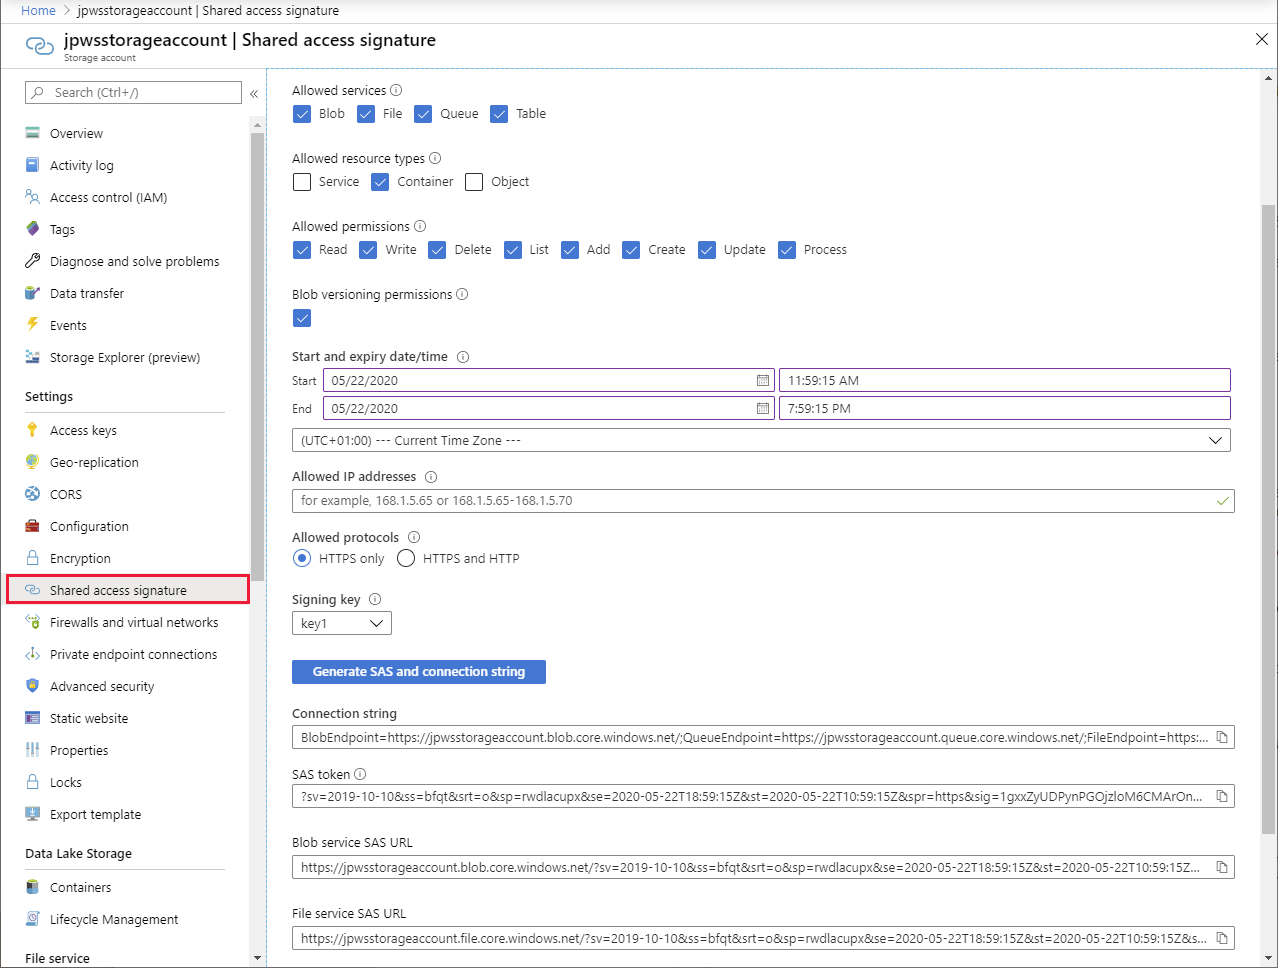 Home > jpwsstorageaccount | Shared access signature
jpwsstorageaccount | Shared access signature
Storage account
Search (Ctrl+/)
«
Overview
Activity log
Access control (IAM)
Tags
Diagnose and solve problems
Data transfer
Events
Storage Explorer (preview)
Settings
Access keys
Geo-replication
CORS
Configuration
Encryption
Shared access signature
Firewalls and virtual networks
Private endpoint connections
Advanced security
Static website
Properties
Locks
Export template
Data Lake Storage
Containers
Lifecycle Management
File service
Allowed services
Blob File Queue Table
Allowed resource types
Service Container Object
Allowed permissions
Read Write Delete List Add Create Update Process
Blob versioning permissions
Start and expiry date/time
Start 05/22/2020 11:59:15 AM
End 05/22/2020 7:59:15 PM
(UTC+01:00) --- Current Time Zone ---
Allowed IP addresses
for example, 168.1.5.65 or 168.1.5.65-168.1.5.70
Allowed protocols
HTTPS only HTTPS and HTTP
Signing key
key1
Generate SAS and connection string
Connection string
BlobEndpoint=https://jpwsstorageaccount.blob.core.windows.net/;QueueEndpoint=https://jpwsstorageaccount.queue.core.windows.net/;FileEndpoint=https:...
SAS token
?sv=2019-10-10&ss=bfqt&srt=o&sp=rwdlacupx&se=2020-05-22T18:59:15Z&st=2020-05-22T10:59:15Z&spr=https&sig=1gxxZyUDPynPGOjzloM6CMArOn...
Blob service SAS URL
https://jpwsstorageaccount.blob.core.windows.net/?sv=2019-10-10&ss=bfqt&srt=o&sp=rwdlacupx&se=2020-05-22T18:59:15Z&st=2020-05-22T10:59:15Z...
File service SAS URL
https://jpwsstorageaccount.file.core.windows.net/?sv=2019-10-10&ss=bfqt&srt=o&sp=rwdlacupx&se=2020-05-22T18:59:15Z&st=2020-05-22T10:59:15Z&s...